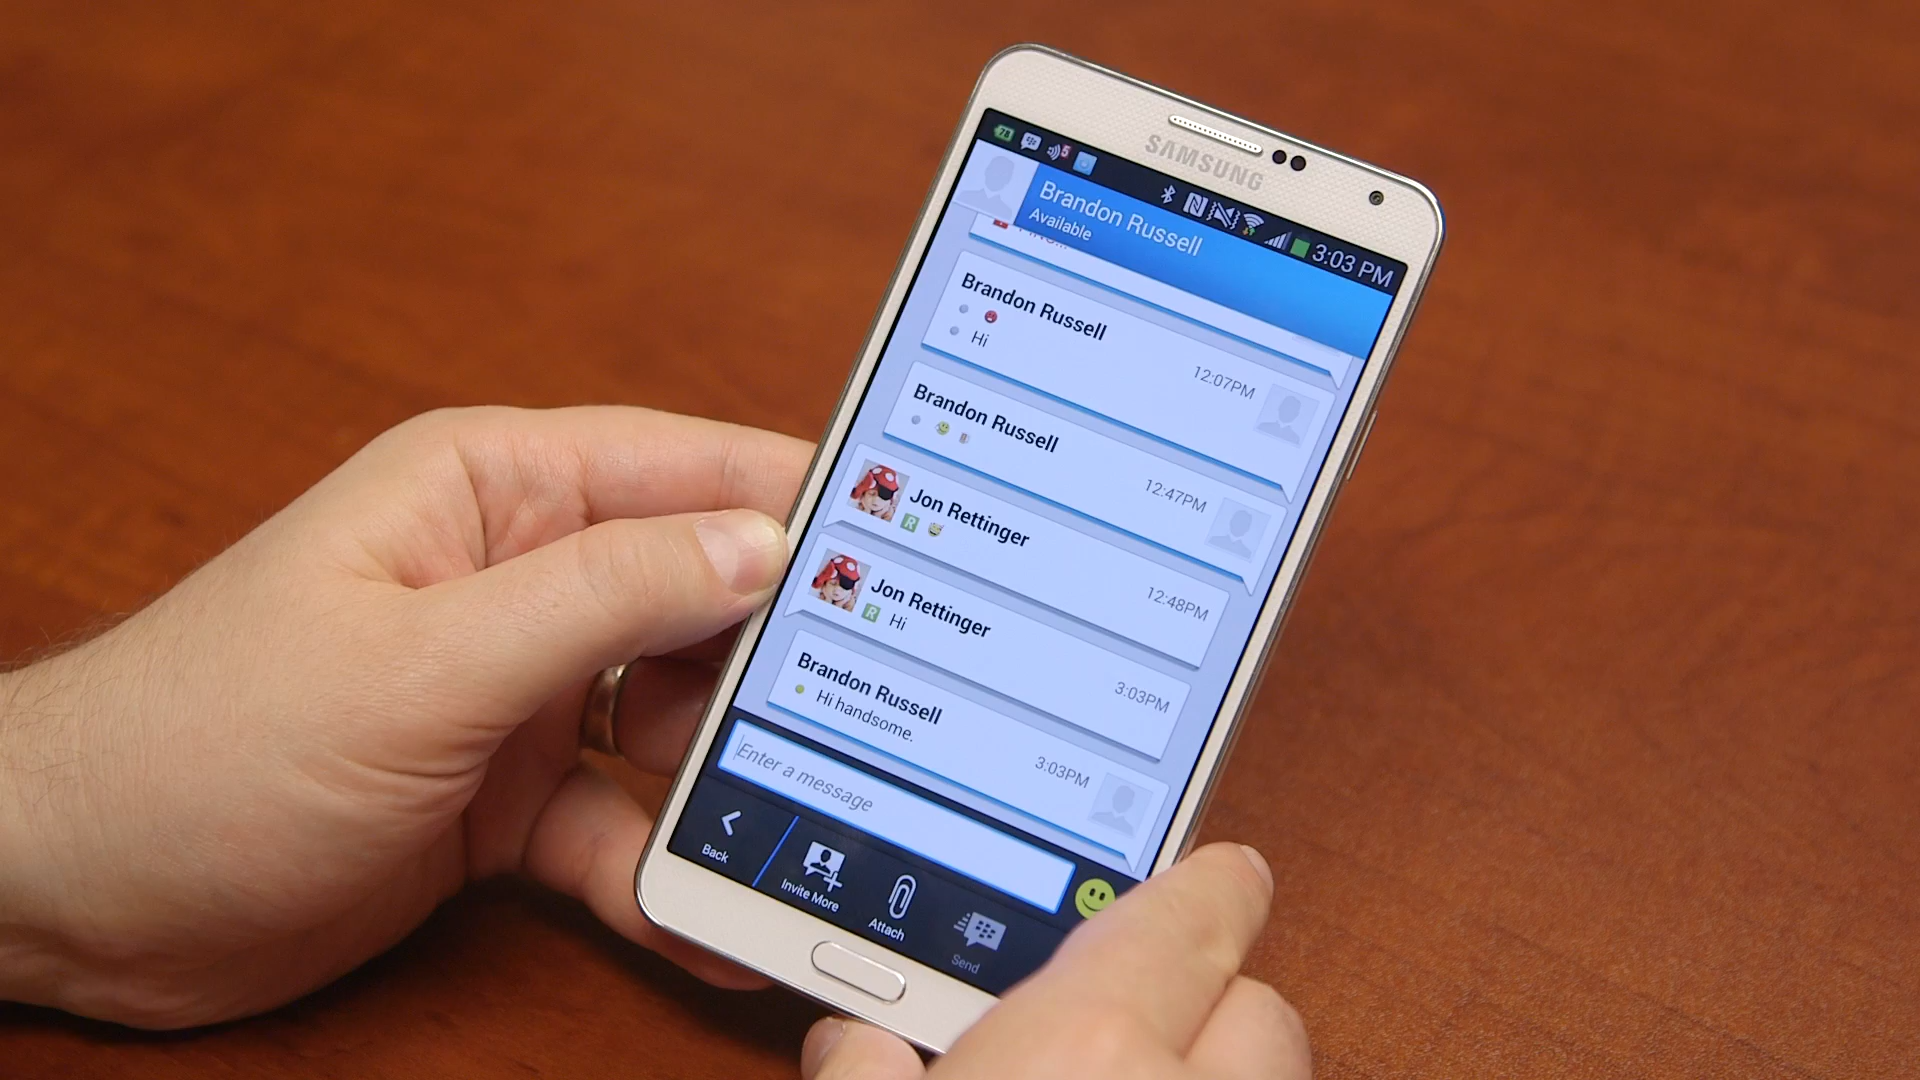 SAMSUNG
78
5
3:03 PM
Brandon Russell
Available
Brandon Russell
Hi
12:07PM
Brandon Russell
12:47PM
Jon Rettinger
R
12:48PM
Jon Rettinger
R Hi
3:03PM
Brandon Russell
Hi handsome.
3:03PM
Enter a message
Back
Invite More
Attach
Send